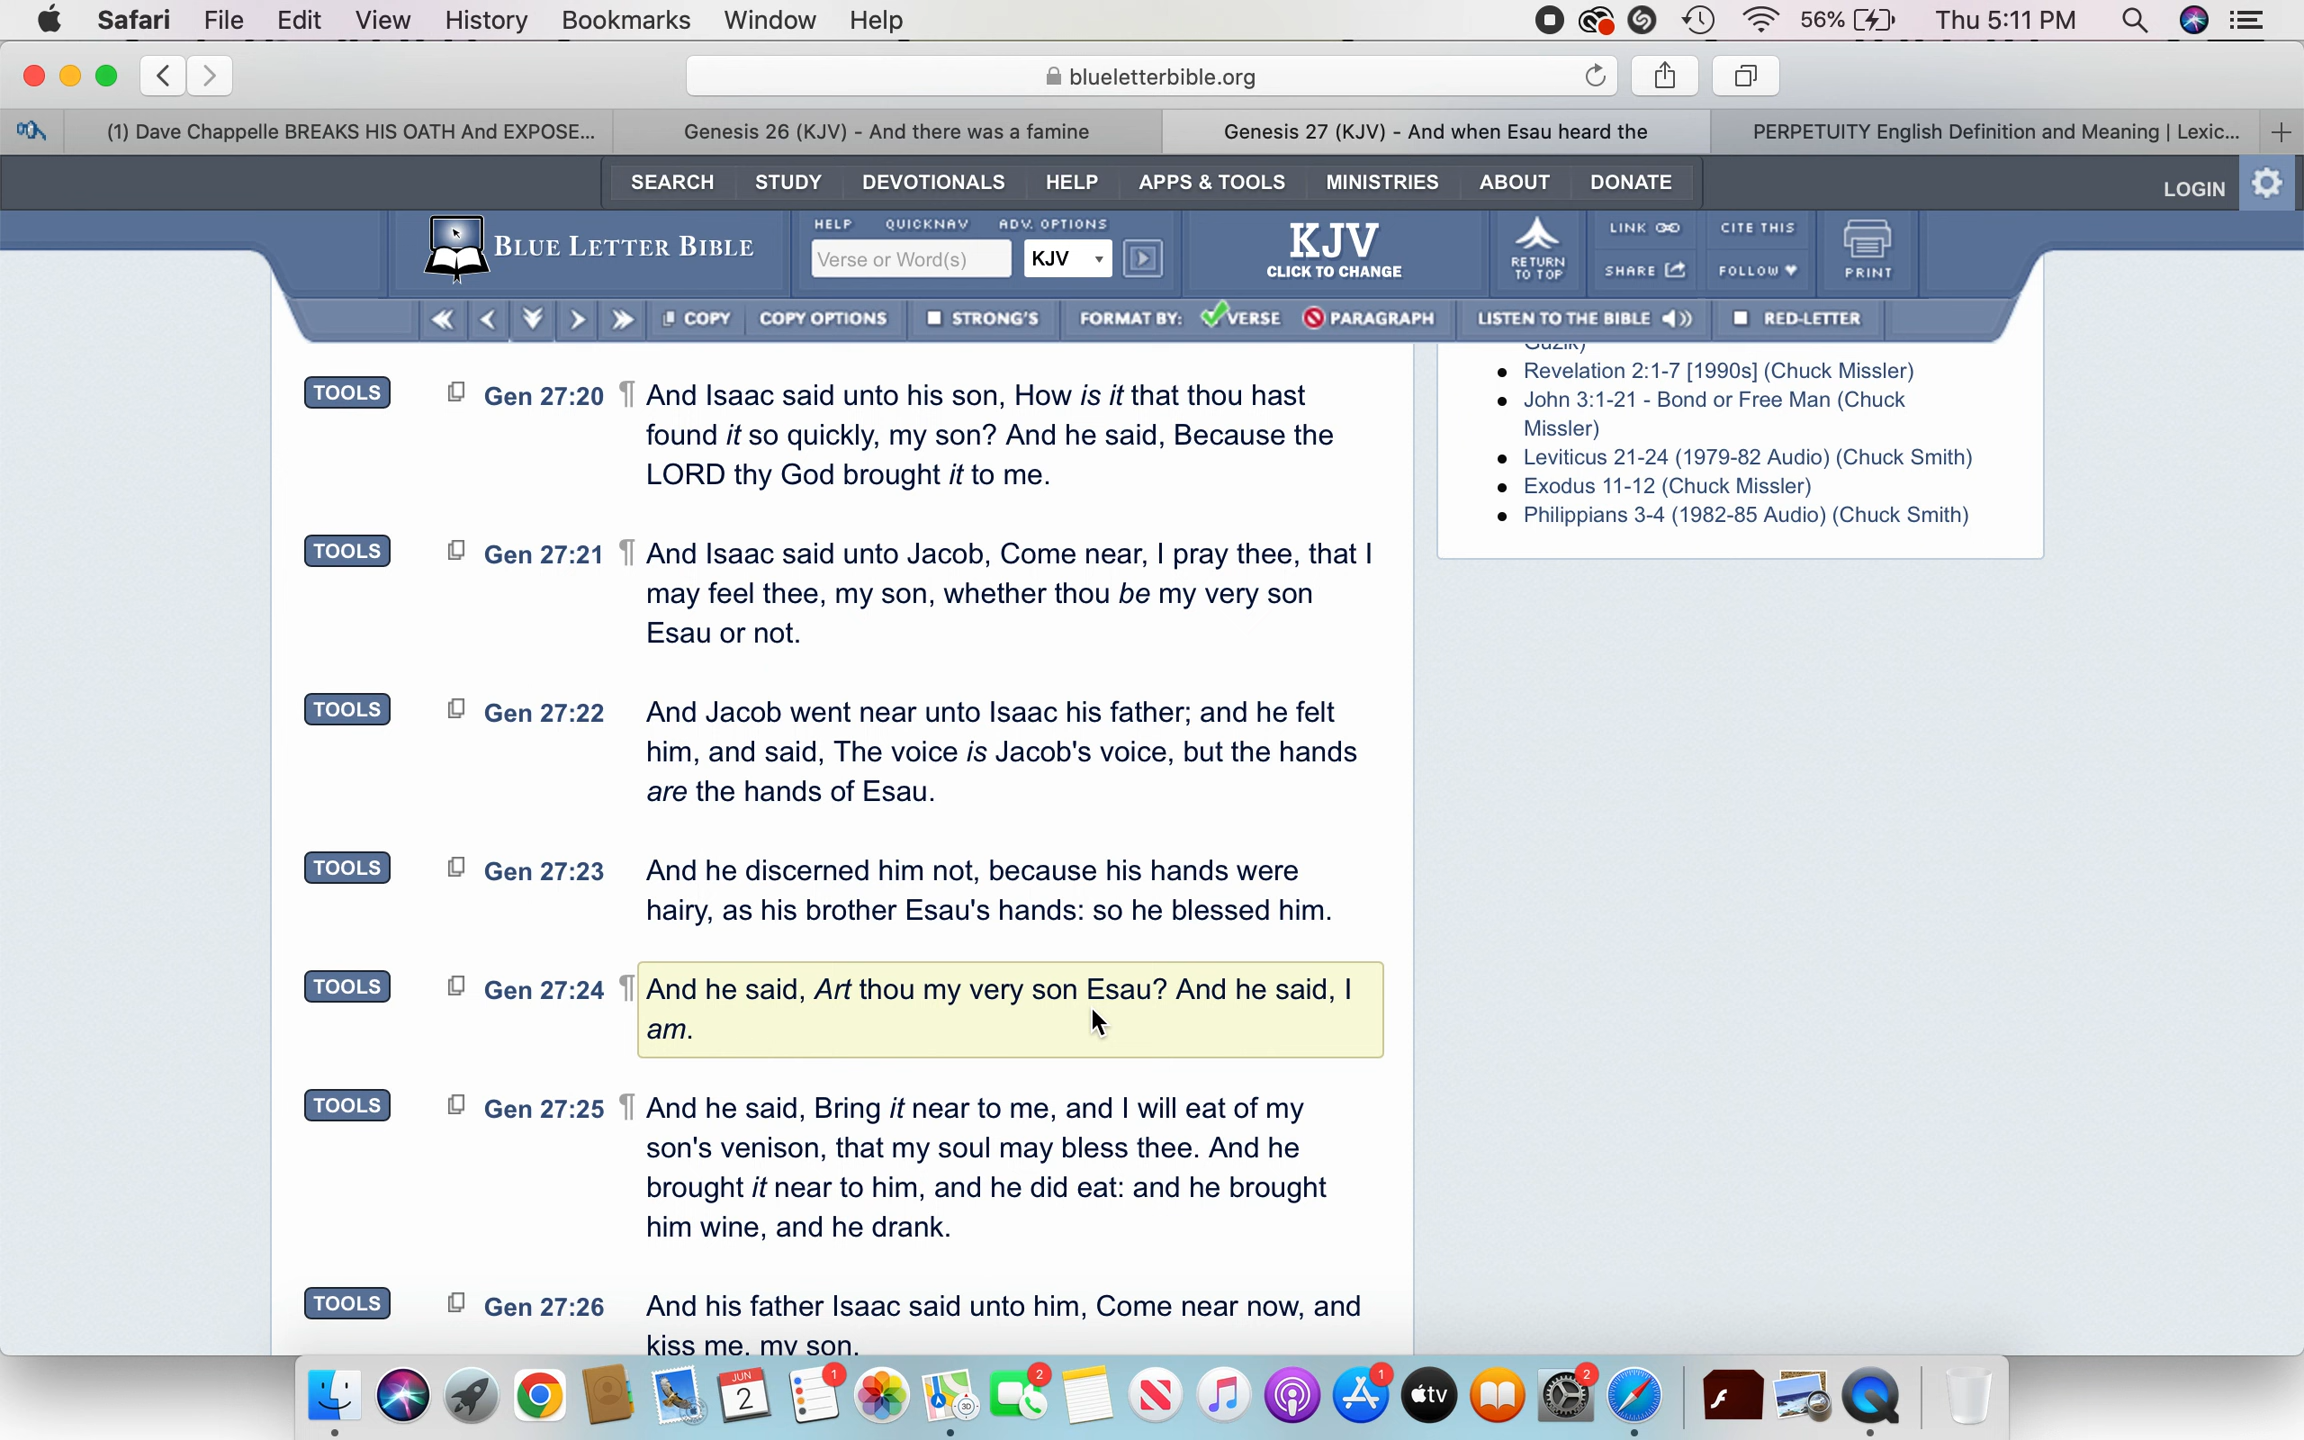 Safari File Edit View History Bookmarks Window Help 56% Thu 5:11 PM
blueletterbible.org
(1) Dave Chappelle BREAKS HIS OATH And EXPOSE... Genesis 26 (KJV) - And there was a famine Genesis 27 (KJV) - And when Esau heard the PERPETUITY English Definition and Meaning | Lexic...
SEARCH STUDY DEVOTIONALS HELP APPS & TOOLS MINISTRIES ABOUT DONATE LOGIN
HELP QUICKNAV ADV. OPTIONS
BLUE LETTER BIBLE
Verse or Word(s) KJV
KJV
CLICK TO CHANGE
RETURN
TO TOP
LINK
SHARE
CITE THIS
FOLLOW
PRINT
COPY COPY OPTIONS STRONG'S FORMAT BY: VERSE PARAGRAPH LISTEN TO THE BIBLE RED-LETTER
TOOLS Gen 27:20 ¶ And Isaac said unto his son, How is it that thou hast
found it so quickly, my son? And he said, Because the
LORD thy God brought it to me.
TOOLS Gen 27:21 ¶ And Isaac said unto Jacob, Come near, I pray thee, that I
may feel thee, my son, whether thou be my very son
Esau or not.
TOOLS Gen 27:22 And Jacob went near unto Isaac his father; and he felt
him, and said, The voice is Jacob's voice, but the hands
are the hands of Esau.
TOOLS Gen 27:23 And he discerned him not, because his hands were
hairy, as his brother Esau's hands: so he blessed him.
TOOLS Gen 27:24 ¶ And he said, Art thou my very son Esau? And he said, I
am.
TOOLS Gen 27:25 ¶ And he said, Bring it near to me, and I will eat of my
son's venison, that my soul may bless thee. And he
brought it near to him, and he did eat: and he brought
him wine, and he drank.
TOOLS Gen 27:26 And his father Isaac said unto him, Come near now, and
kiss me, my son.
Guzik)
• Revelation 2:1-7 [1990s] (Chuck Missler)
• John 3:1-21 - Bond or Free Man (Chuck
Missler)
• Leviticus 21-24 (1979-82 Audio) (Chuck Smith)
• Exodus 11-12 (Chuck Missler)
• Philippians 3-4 (1982-85 Audio) (Chuck Smith)
JUN
2
1
3D
2
1
tv
2